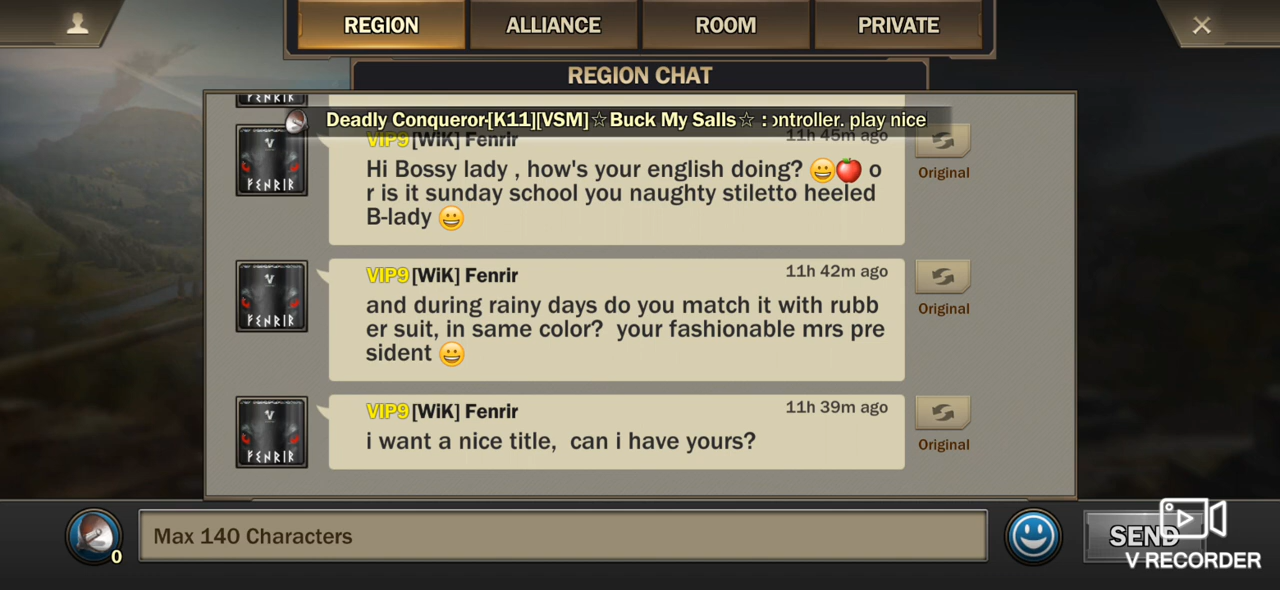 REGION
ALLIANCE
ROOM
PRIVATE
REGION CHAT
FENRIR
Deadly Conqueror-[K11][VSM]☆Buck My Salls☆ : ontroller. play nice
VIP9[WiK] Fenrir
11h 45m ago
Hi Bossy lady , how's your english doing? 😀🍎 o
r is it sunday school you naughty stiletto heeled
B-lady 😀
Original
FENRIR
VIP9[WiK] Fenrir
11h 42m ago
and during rainy days do you match it with rubb
er suit, in same color?  your fashionable mrs pre
sident 😀
Original
FENRIR
VIP9[WiK] Fenrir
11h 39m ago
i want a nice title,  can i have yours?
Original
FENRIR
0
Max 140 Characters
SEND
V RECORDER